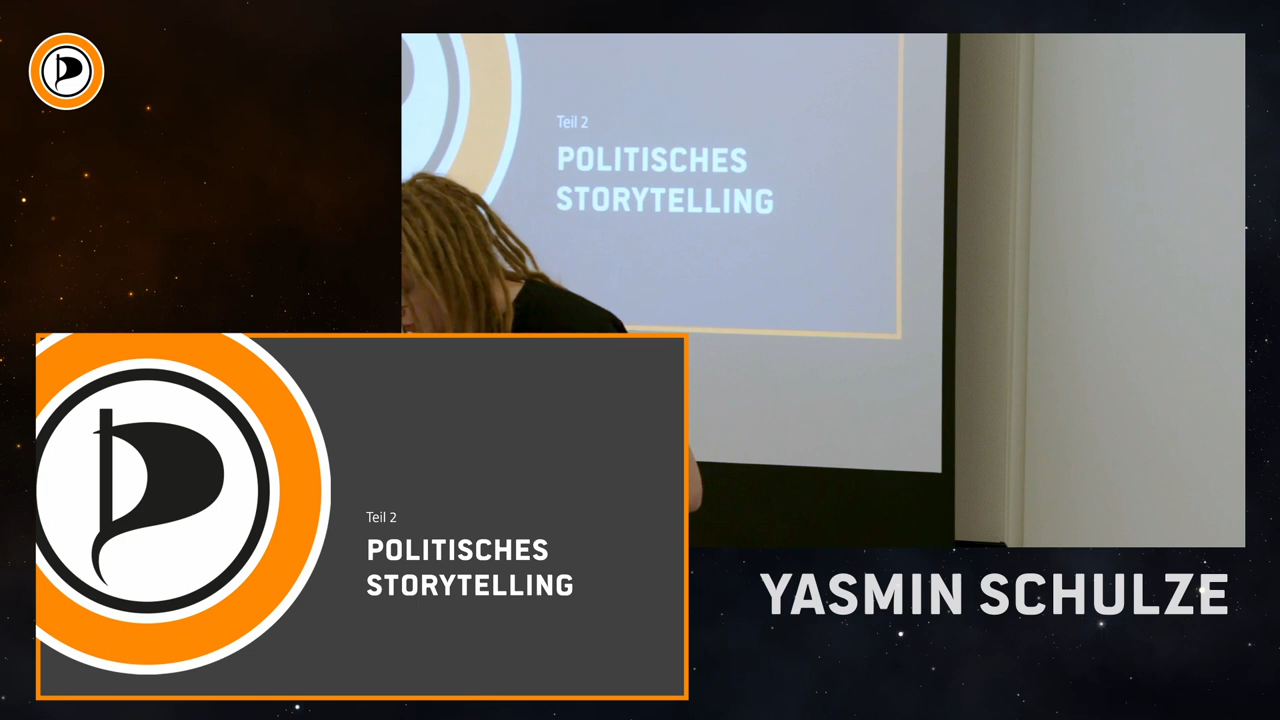 Teil 2
POLITISCHES
STORYTELLING
Teil 2
POLITISCHES
STORYTELLING
YASMIN SCHULZE